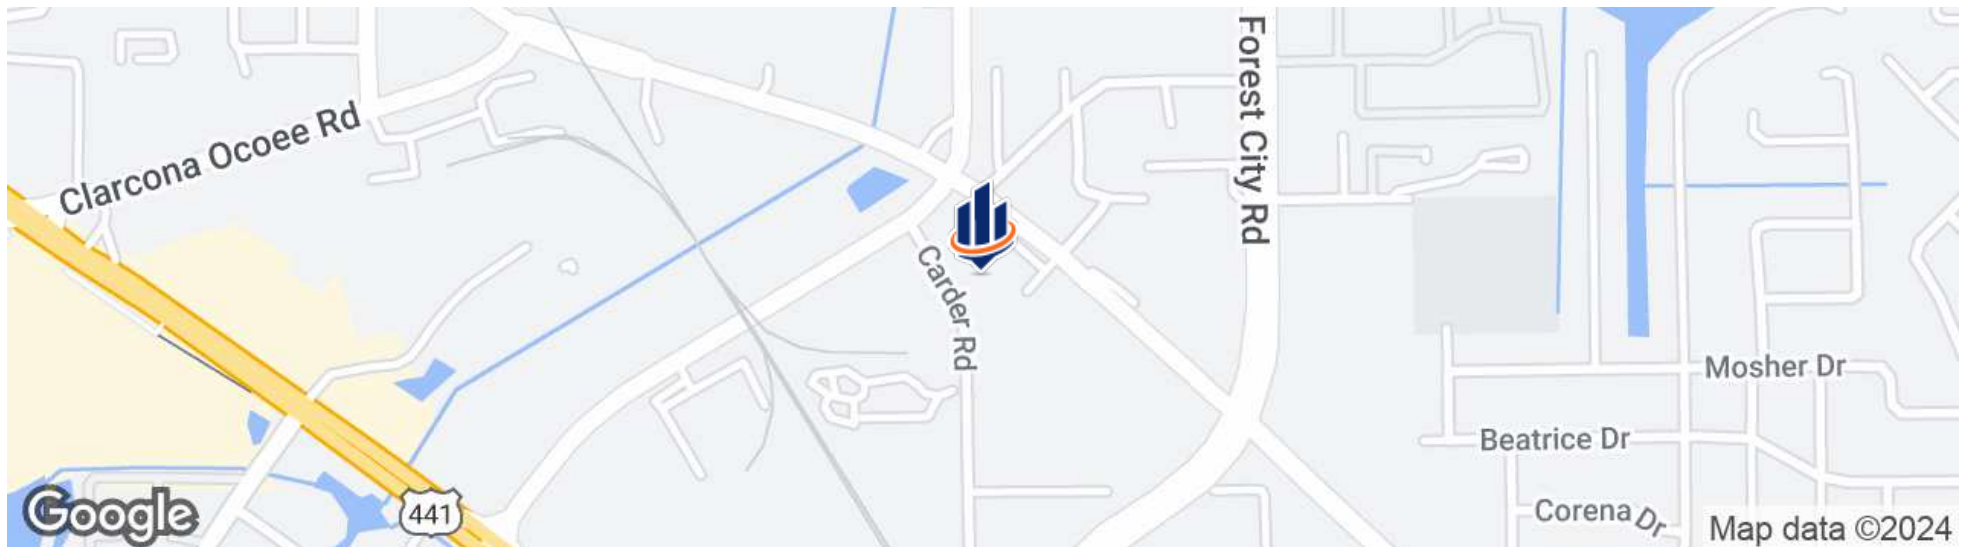 Forest City Rd
Clarcona Ocoee Rd
Carder Rd
Mosher Dr
Beatrice Dr
Corena Dr
441
Google
Map data ©2024